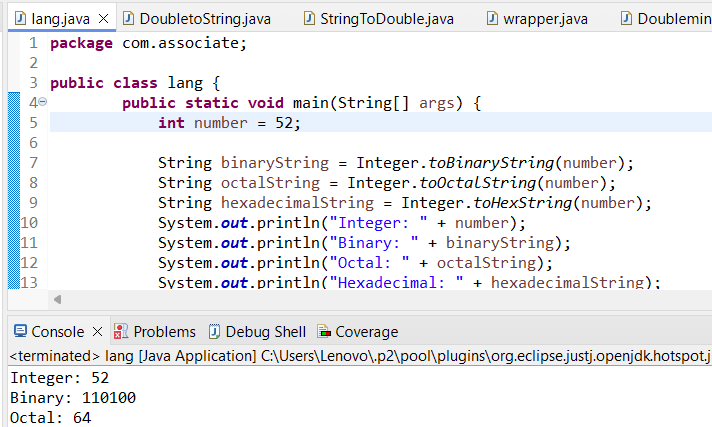 lang.java DoubletoString.java StringToDouble.java wrapper.java Doublemin
1 package com.associate;
2
3 public class lang {
4 public static void main(String[] args) {
5 int number = 52;
6
7 String binaryString = Integer.toBinaryString(number);
8 String octalString = Integer.toOctalString(number);
9 String hexadecimalString = Integer.toHexString(number);
10 System.out.println("Integer: " + number);
11 System.out.println("Binary: " + binaryString);
12 System.out.println("Octal: " + octalString);
13 System.out.println("Hexadecimal: " + hexadecimalString);
Console Problems Debug Shell Coverage
<terminated> lang [Java Application] C:\Users\Lenovo\.p2\pool\plugins\org.eclipse.justj.openjdk.hotspot.j
Integer: 52
Binary: 110100
Octal: 64